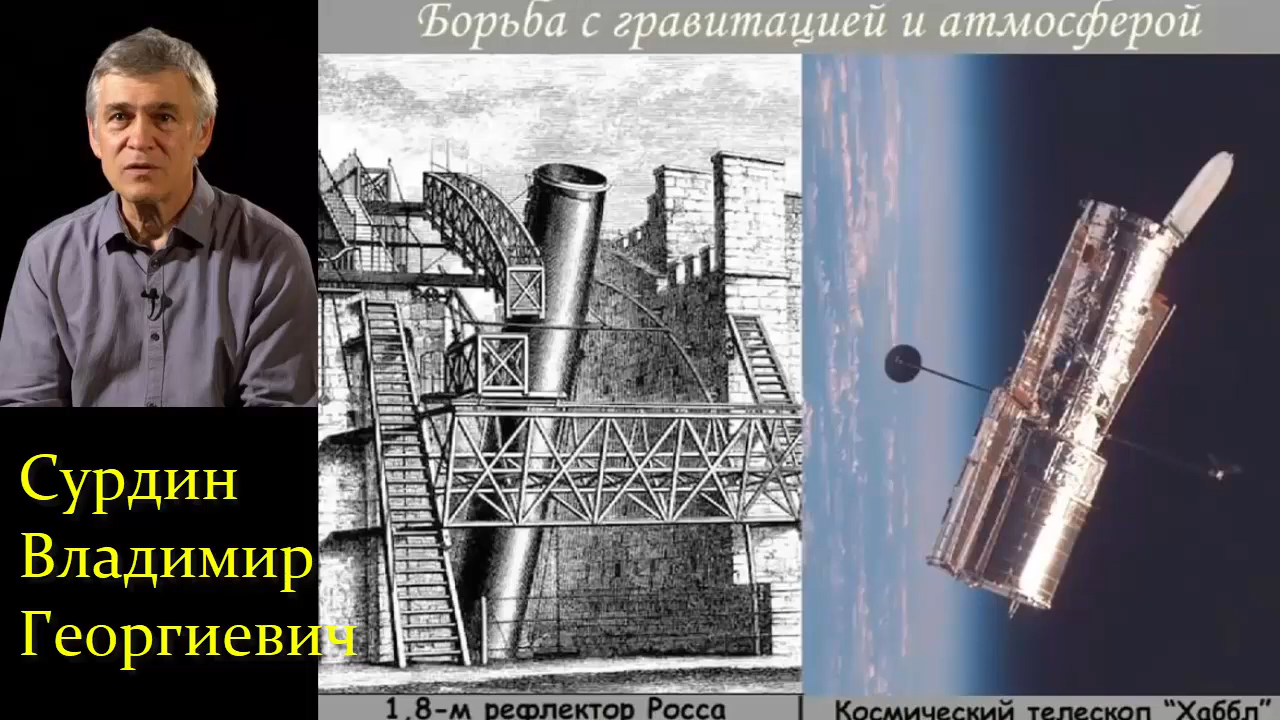 Борьба с гравитацией и атмосферой
Сурдин
Владимир
Георгиевич
1,8-м рефлектор Росса
Космический телескоп "Хаббл"